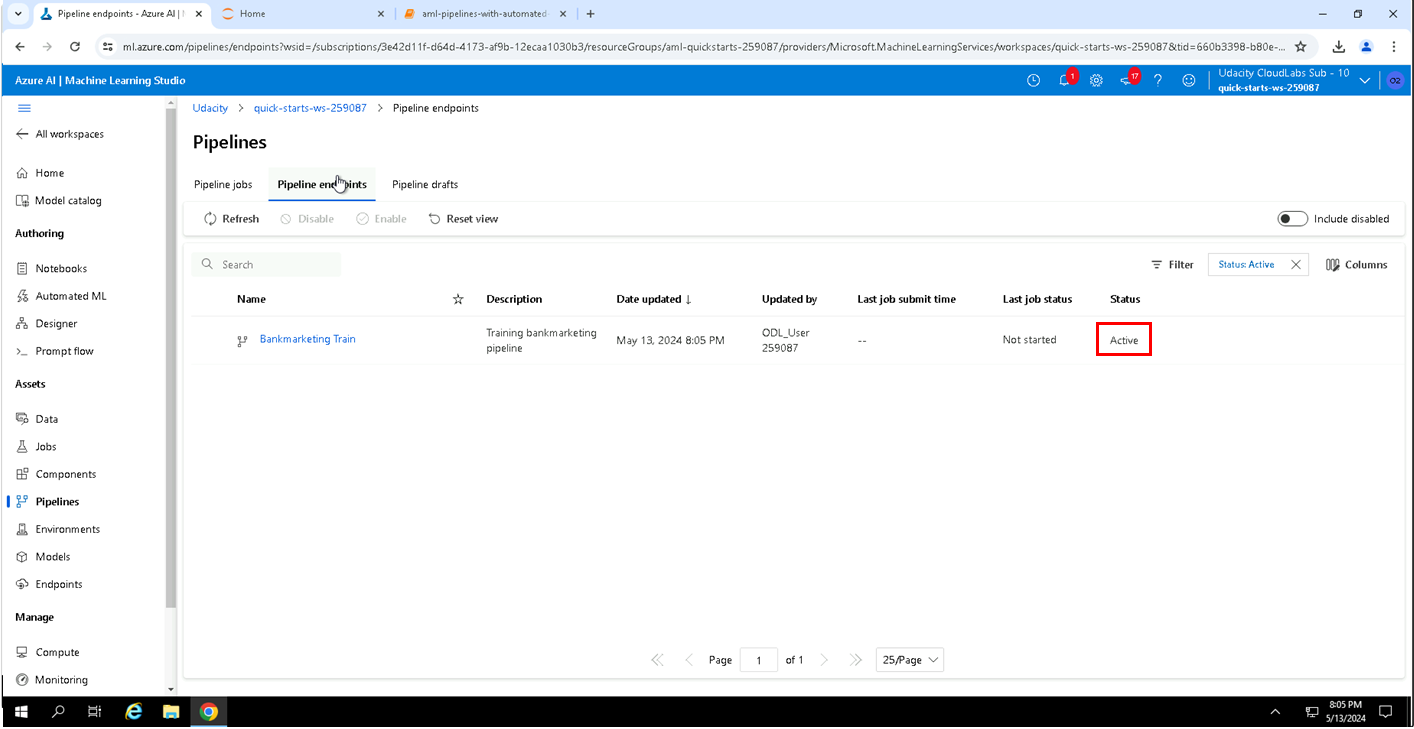 Pipeline endpoints - Azure AI |
Home
aml-pipelines-with-automated-
ml.azure.com/pipelines/endpoints?wsid=/subscriptions/3e42d11f-d64d-4173-af9b-12ecaa1030b3/resourceGroups/aml-quickstarts-259087/providers/Microsoft.MachineLearningServices/workspaces/quick-starts-ws-259087&tid=660b3398-b80e-...
Azure AI | Machine Learning Studio
1
17
?
Udacity CloudLabs Sub - 10
quick-starts-ws-259087
O2
Udacity > quick-starts-ws-259087 > Pipeline endpoints
All workspaces
Home
Model catalog
Authoring
Notebooks
Automated ML
Designer
Prompt flow
Assets
Data
Jobs
Components
Pipelines
Environments
Models
Endpoints
Manage
Compute
Monitoring
Pipelines
Pipeline jobs
Pipeline endpoints
Pipeline drafts
Refresh
Disable
Enable
Reset view
Include disabled
Search
Filter
Status: Active
Columns
Name
Description
Date updated ↓
Updated by
Last job submit time
Last job status
Status
Bankmarketing Train
Training bankmarketing
pipeline
May 13, 2024 8:05 PM
ODL_User
259087
--
Not started
Active
Page 1 of 1
25/Page
8:05 PM
5/13/2024